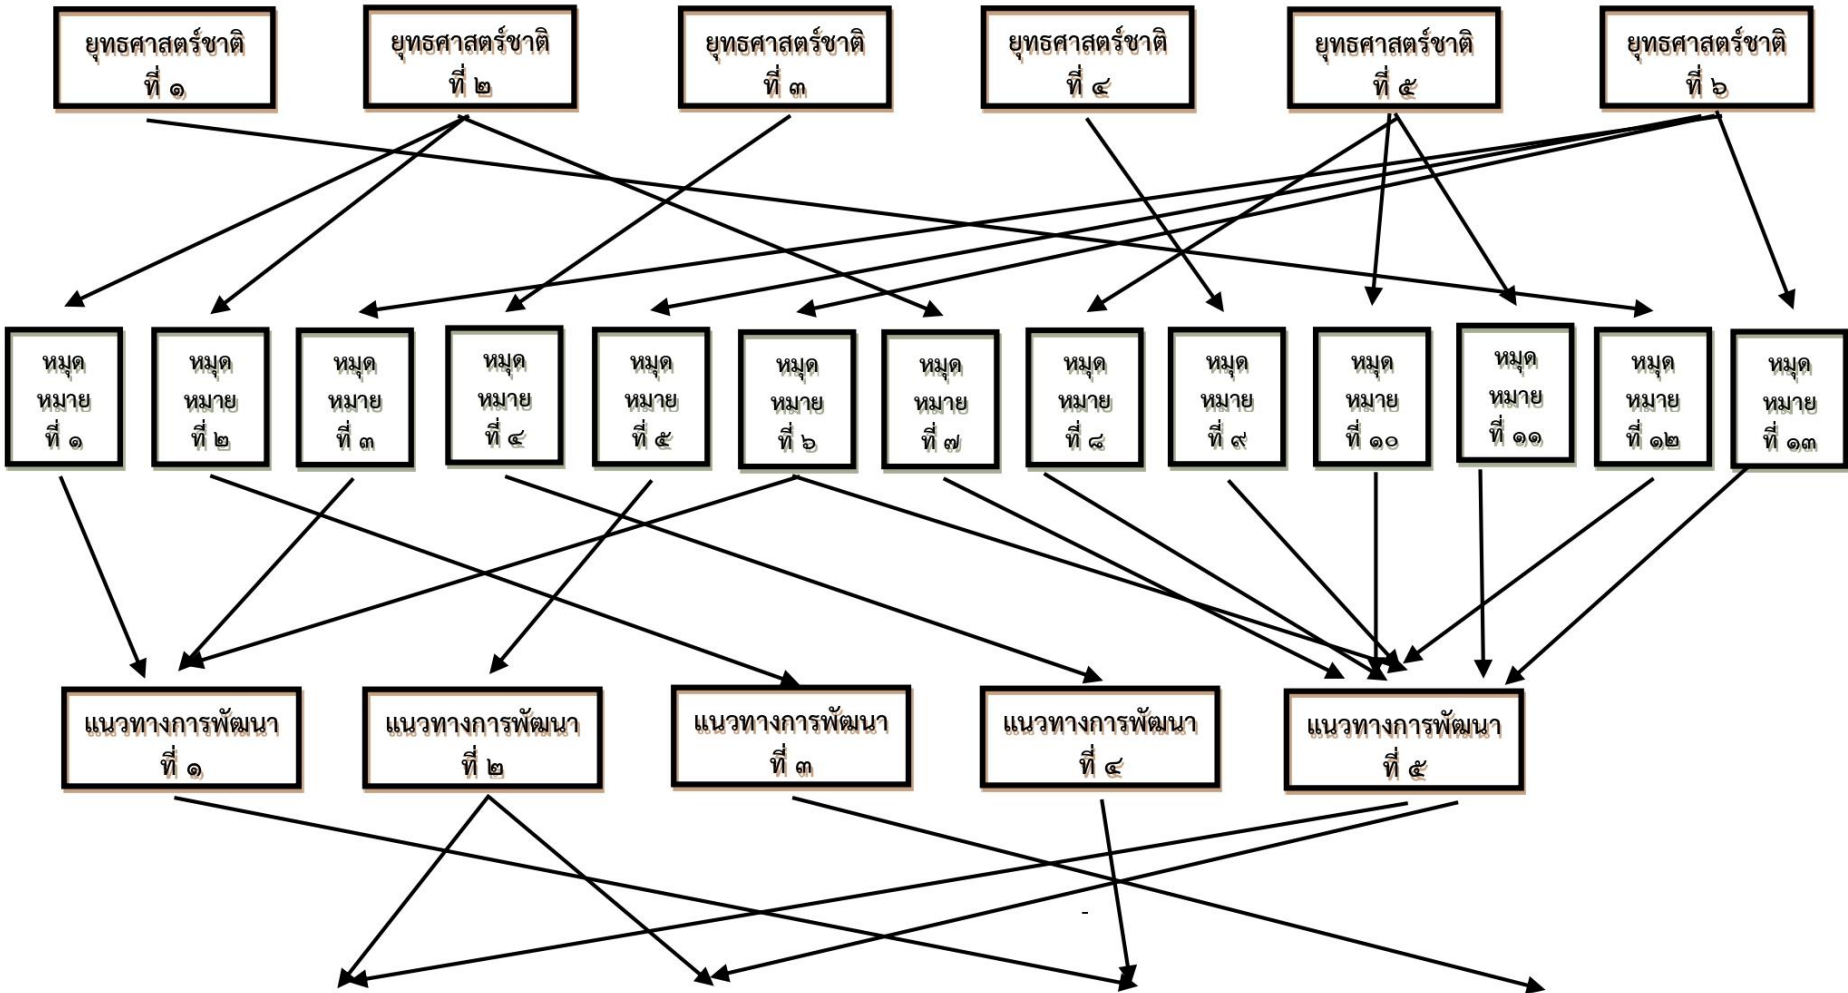 ยุทธศาสตร์ชาติ
ที่ ๑
ยุทธศาสตร์ชาติ
ที่ ๒
ยุทธศาสตร์ชาติ
ที่ ๓
ยุทธศาสตร์ชาติ
ที่ ๔
ยุทธศาสตร์ชาติ
ที่ ๕
ยุทธศาสตร์ชาติ
ที่ ๖
หมุด
หมาย
ที่ ๑
หมุด
หมาย
ที่ ๒
หมุด
หมาย
ที่ ๓
หมุด
หมาย
ที่ ๔
หมุด
หมาย
ที่ ๕
หมุด
หมาย
ที่ ๖
หมุด
หมาย
ที่ ๗
หมุด
หมาย
ที่ ๘
หมุด
หมาย
ที่ ๙
หมุด
หมาย
ที่ ๑๐
หมุด
หมาย
ที่ ๑๑
หมุด
หมาย
ที่ ๑๒
หมุด
หมาย
ที่ ๑๓
แนวทางการพัฒนา
ที่ ๑
แนวทางการพัฒนา
ที่ ๒
แนวทางการพัฒนา
ที่ ๓
แนวทางการพัฒนา
ที่ ๔
แนวทางการพัฒนา
ที่ ๕
-